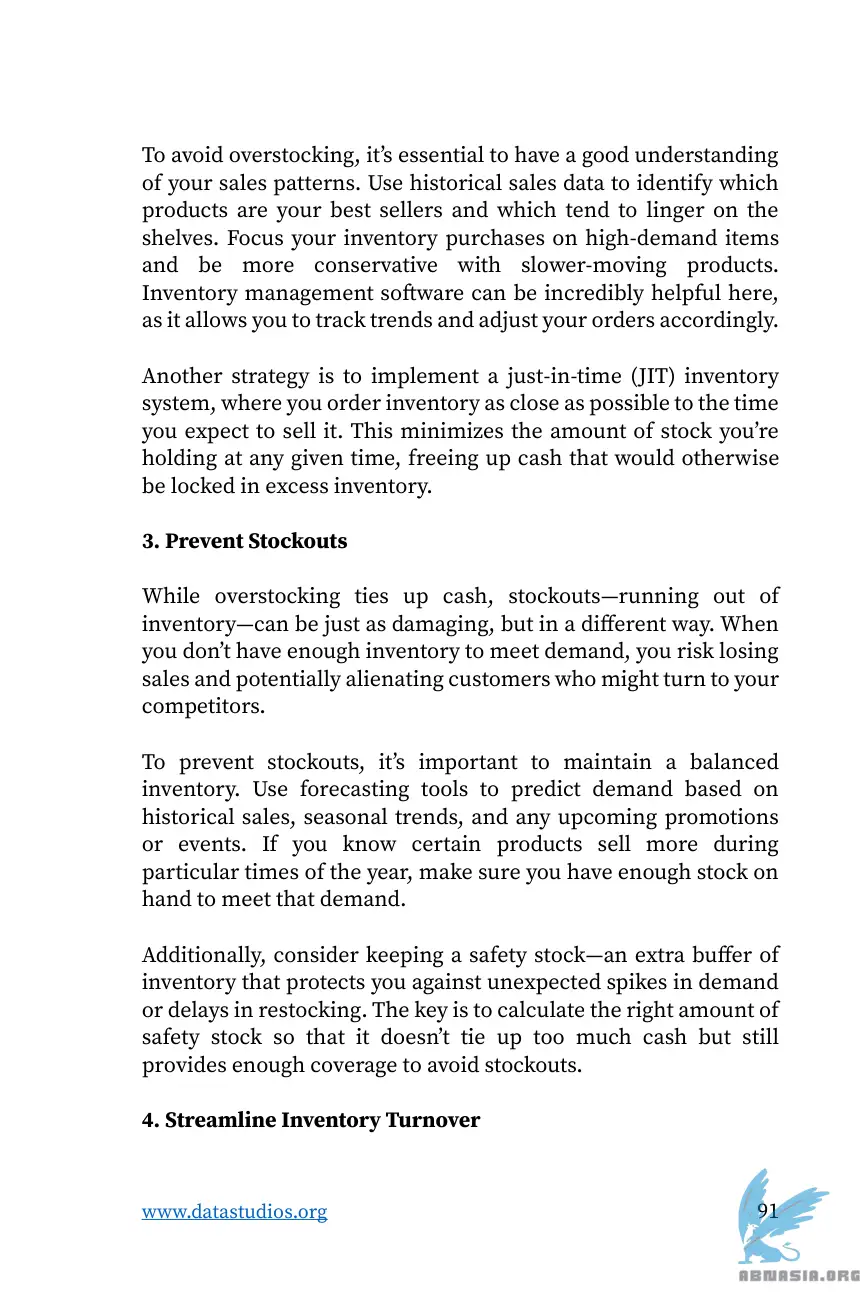 To avoid overstocking, it’s essential to have a good understanding
of your sales patterns. Use historical sales data to identify which
products are your best sellers and which tend to linger on the
shelves. Focus your inventory purchases on high-demand items
and be more conservative with slower-moving products.
Inventory management software can be incredibly helpful here,
as it allows you to track trends and adjust your orders accordingly.
Another strategy is to implement a just-in-time (JIT) inventory
system, where you order inventory as close as possible to the time
you expect to sell it. This minimizes the amount of stock you’re
holding at any given time, freeing up cash that would otherwise
be locked in excess inventory.
3. Prevent Stockouts
While overstocking ties up cash, stockouts—running out of
inventory—can be just as damaging, but in a different way. When
you don’t have enough inventory to meet demand, you risk losing
sales and potentially alienating customers who might turn to your
competitors.
To prevent stockouts, it’s important to maintain a balanced
inventory. Use forecasting tools to predict demand based on
historical sales, seasonal trends, and any upcoming promotions
or events. If you know certain products sell more during
particular times of the year, make sure you have enough stock on
hand to meet that demand.
Additionally, consider keeping a safety stock—an extra buffer of
inventory that protects you against unexpected spikes in demand
or delays in restocking. The key is to calculate the right amount of
safety stock so that it doesn’t tie up too much cash but still
provides enough coverage to avoid stockouts.
4. Streamline Inventory Turnover
www.datastudios.org
91
ABNASIA.ORG